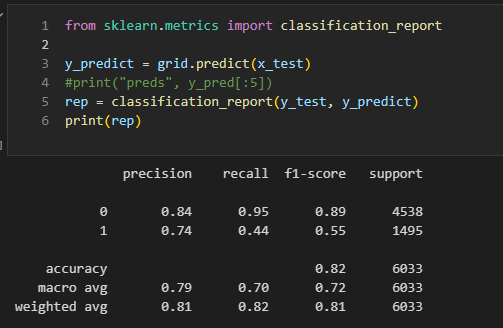 1 from sklearn.metrics import classification_report
2
3 y_predict = grid.predict(x_test)
4 #print("preds", y_pred[:5])
5 rep = classification_report(y_test, y_predict)
6 print(rep)
precision recall f1-score support
0 0.84 0.95 0.89 4538
1 0.74 0.44 0.55 1495
accuracy 0.82 6033
macro avg 0.79 0.70 0.72 6033
weighted avg 0.81 0.82 0.81 6033